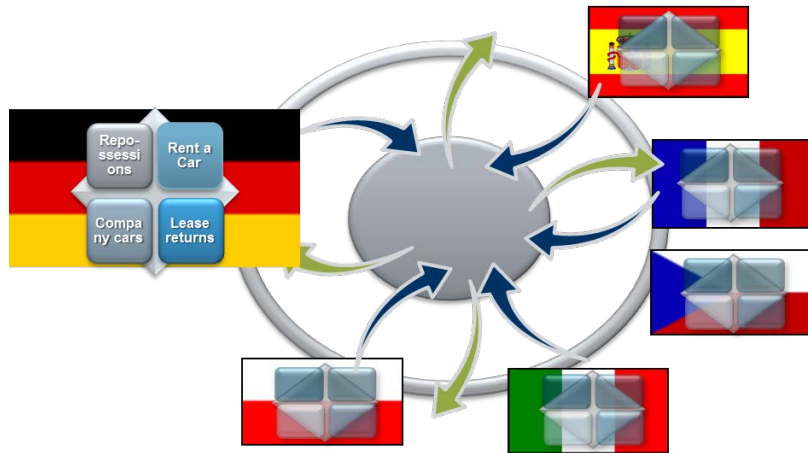 Repo-
ssessi
ons
Rent a
Car
Compa
ny cars
Lease
returns